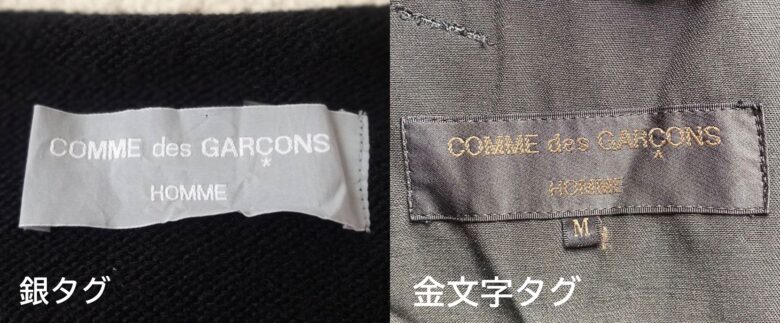 COMME des GARÇONS
HOMME
銀タグ
COMME des GARÇONS
HOMME
M
金文字タグ